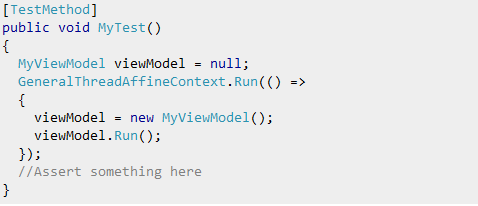 [TestMethod]
public void MyTest()
{
  MyViewModel viewModel = null;
  GeneralThreadAffineContext.Run(() =>
  {
    viewModel = new MyViewModel();
    viewModel.Run();
  });
  //Assert something here
}